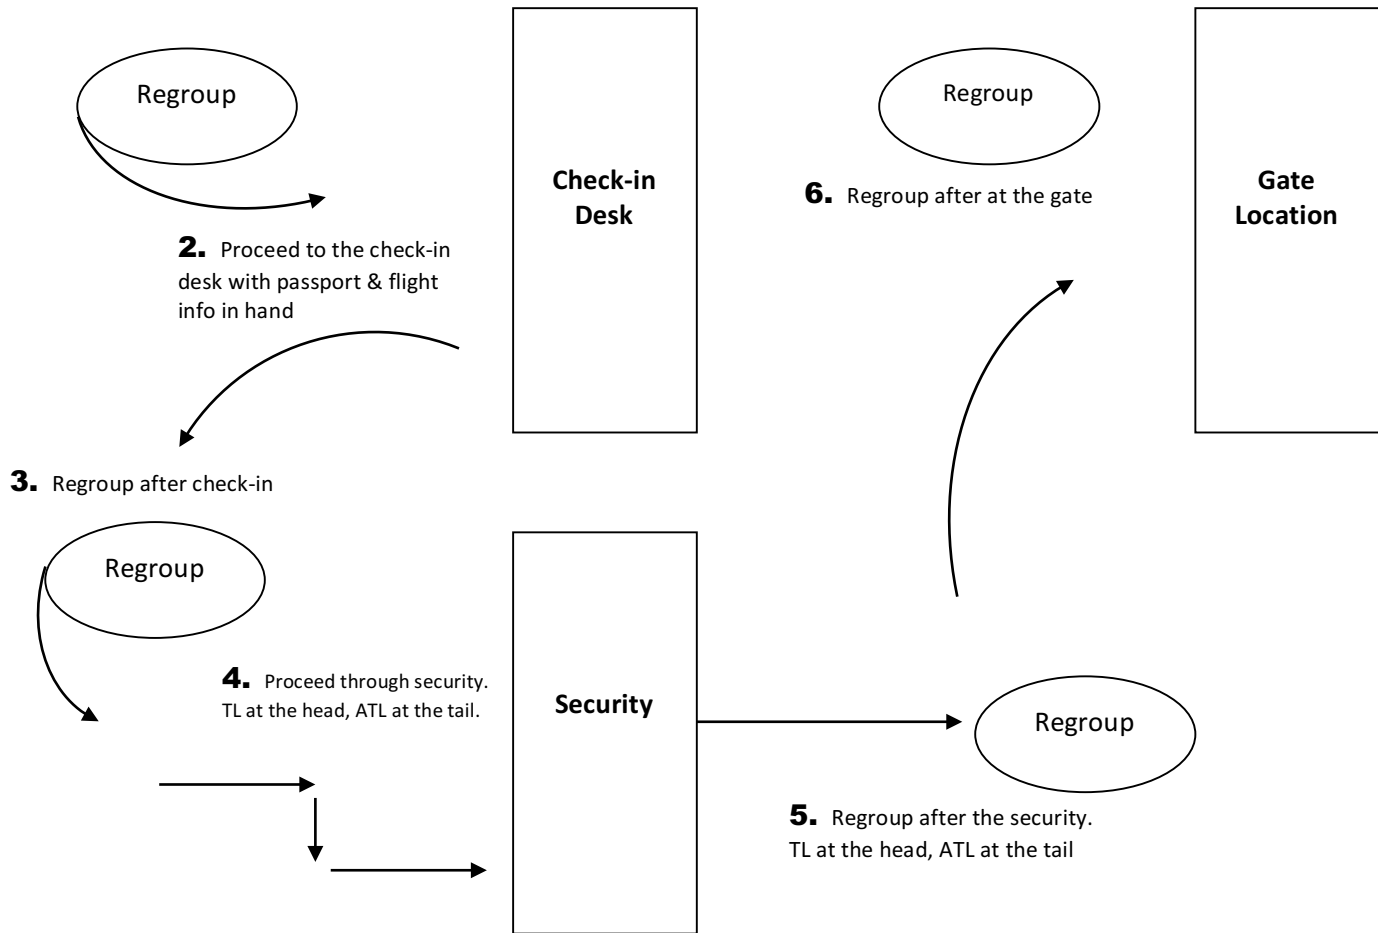 Regroup
Check-in
Desk
2. Proceed to the check-in
desk with passport & flight
info in hand
3. Regroup after check-in
Regroup
4. Proceed through security.
TL at the head, ATL at the tail.
Security
Regroup
5. Regroup after the security.
TL at the head, ATL at the tail
Regroup
6. Regroup after at the gate
Gate
Location